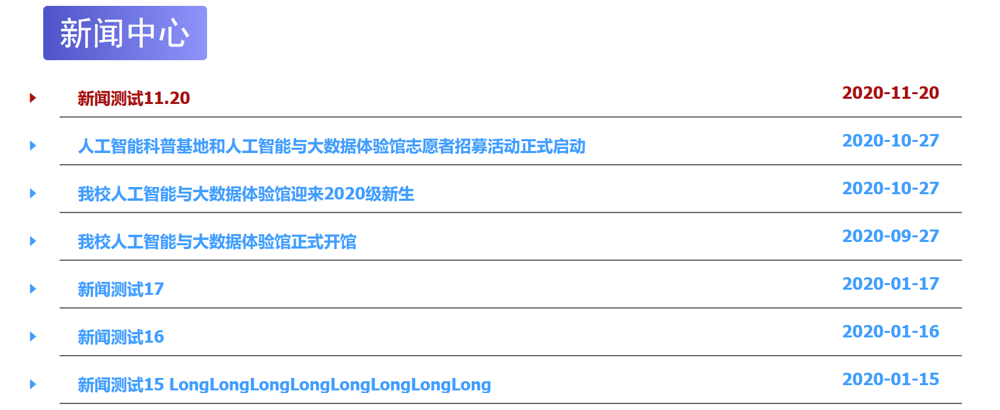 新闻中心
新闻测试11.20 2020-11-20
人工智能科普基地和人工智能与大数据体验馆志愿者招募活动正式启动 2020-10-27
我校人工智能与大数据体验馆迎来2020级新生 2020-10-27
我校人工智能与大数据体验馆正式开馆 2020-09-27
新闻测试17 2020-01-17
新闻测试16 2020-01-16
新闻测试15 LongLongLongLongLongLongLongLong 2020-01-15